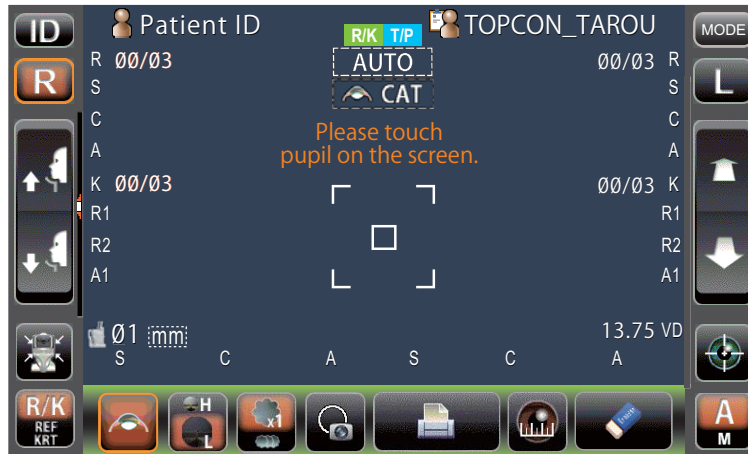 ID
Patient ID
R/K T/P
TOPCON_TAROU
MODE
R 00/03
AUTO
00/03 R
R
S
CAT
S
L
C
Please touch
C
A
pupil on the screen.
A
K 00/03
00/03 K
R1
R1
R2
R2
A1
A1
Ø1 mm
13.75 VD
S C A S C A
R/K
REF
KRT
H
L
x1
A
M